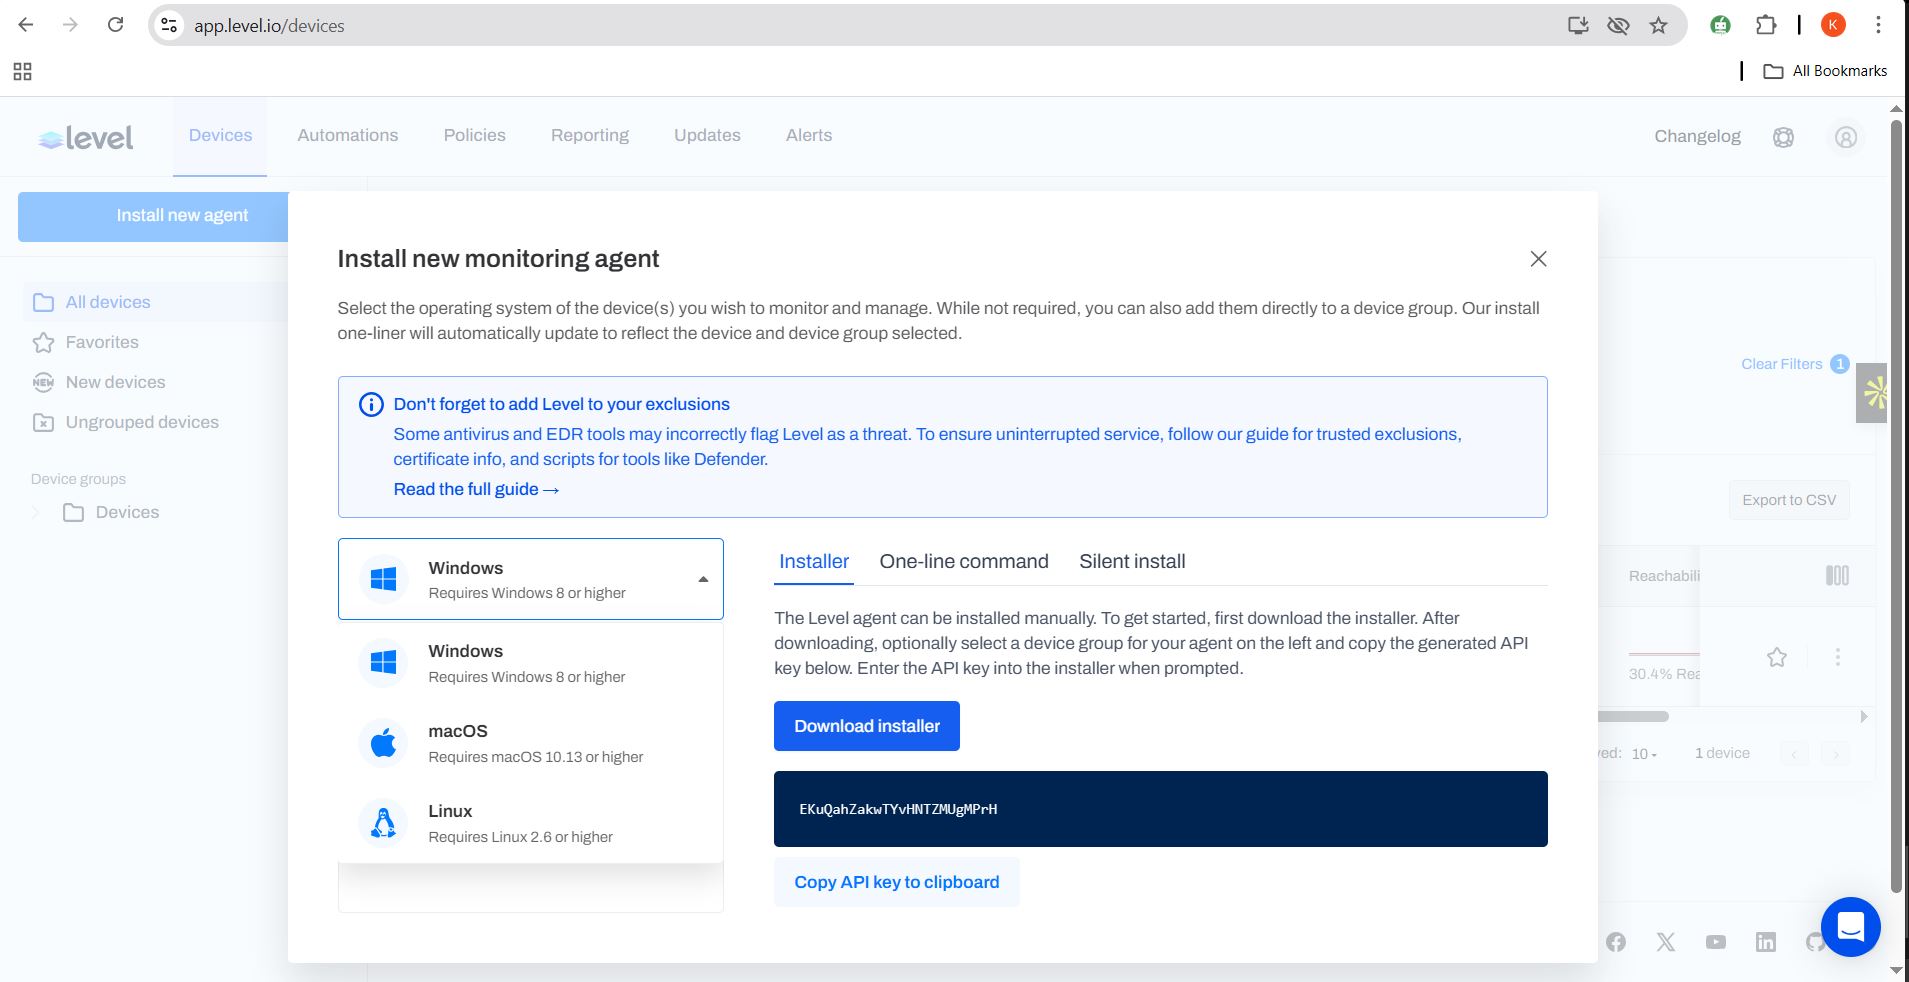 app.level.io/devices
K
All Bookmarks
level
Devices
Automations
Policies
Reporting
Updates
Alerts
Changelog
Install new agent
All devices
Favorites
NEW
New devices
Ungrouped devices
Device groups
Devices
Install new monitoring agent
Select the operating system of the device(s) you wish to monitor and manage. While not required, you can also add them directly to a device group. Our install
one-liner will automatically update to reflect the device and device group selected.
Don't forget to add Level to your exclusions
Some antivirus and EDR tools may incorrectly flag Level as a threat. To ensure uninterrupted service, follow our guide for trusted exclusions,
certificate info, and scripts for tools like Defender.
Read the full guide →
Windows
Requires Windows 8 or higher
Windows
Requires Windows 8 or higher
macOS
Requires macOS 10.13 or higher
Linux
Requires Linux 2.6 or higher
Installer
One-line command
Silent install
The Level agent can be installed manually. To get started, first download the installer. After
downloading, optionally select a device group for your agent on the left and copy the generated API
key below. Enter the API key into the installer when prompted.
Download installer
EKuQahZakwTYvHNTZMUgMPrH
Copy API key to clipboard
Clear Filters 1
Export to CSV
Reachabili
30.4% Rea
ved: 10
1 device